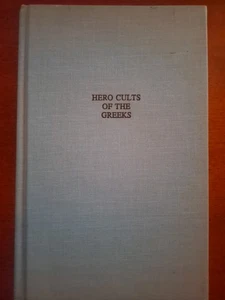 HERO CULTS
OF THE
GREEKS